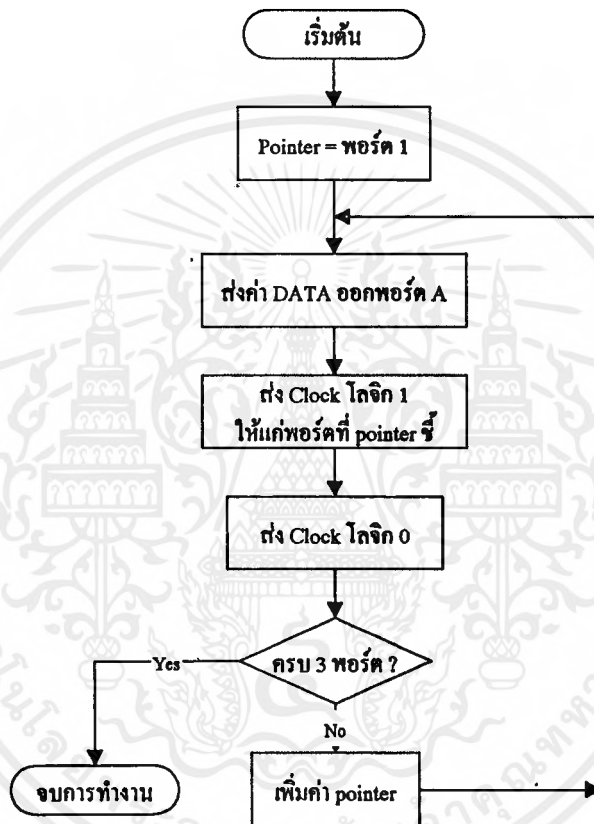 เริ่มต้น
Pointer = พอร์ต 1
ส่งค่า DATA ออกพอร์ต A
ส่ง Clock โลจิก 1
ให้แก่พอร์ตที่ pointer ชี้
ส่ง Clock โลจิก 0
ครบ 3 พอร์ต ?
Yes
No
จบการทำงาน
เพิ่มค่า pointer